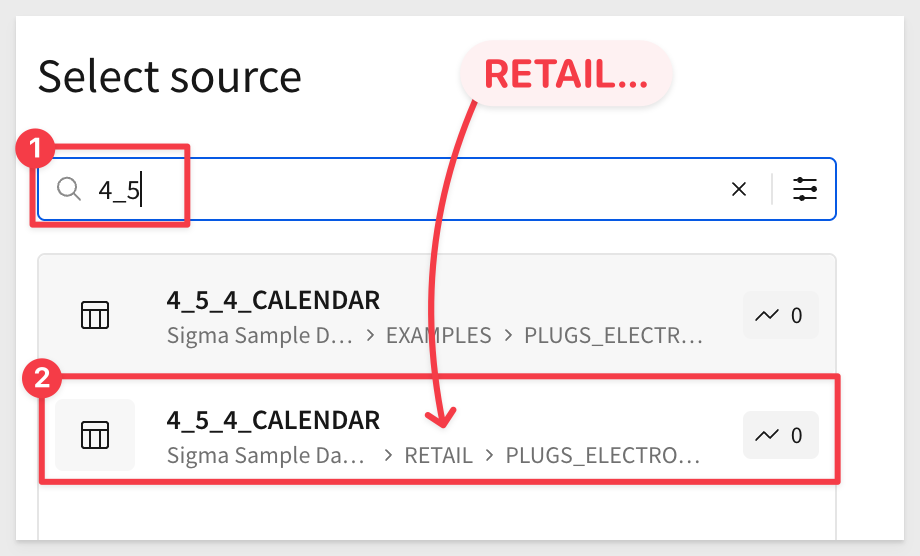 Select source
RETAIL...
1
4_5
4_5_4_CALENDAR
Sigma Sample D... > EXAMPLES > PLUGS_ELECTR...
0
2
4_5_4_CALENDAR
Sigma Sample Da... > RETAIL > PLUGS_ELECTRO...
0